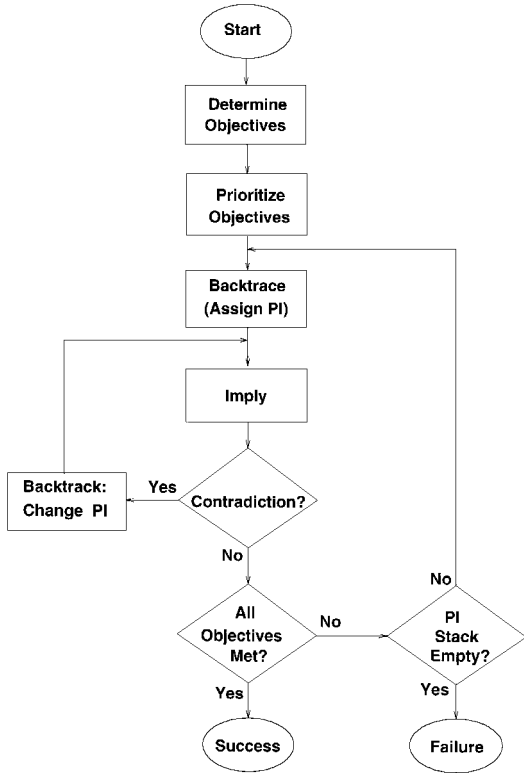 Start
Determine
Objectives
Prioritize
Objectives
Backtrace
(Assign PI)
Imply
Backtrack:
Change PI
Yes
Contradiction?
No
All
Objectives
Met?
No
No
PI
Stack
Empty?
Yes
Yes
Success
Failure